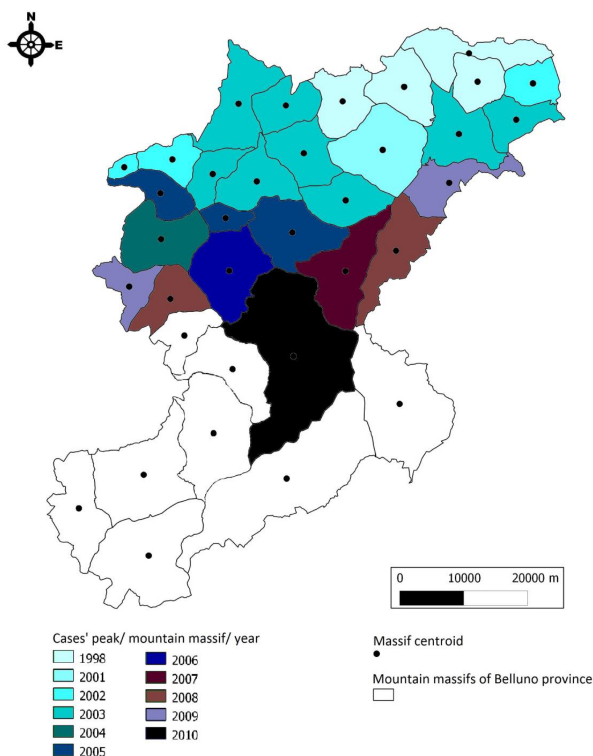 N
E
0 10000 20000 m
Cases' peak/ mountain massif/ year
1998
2001
2002
2003
2004
2005
2006
2007
2008
2009
2010
Massif centroid
Mountain massifs of Belluno province